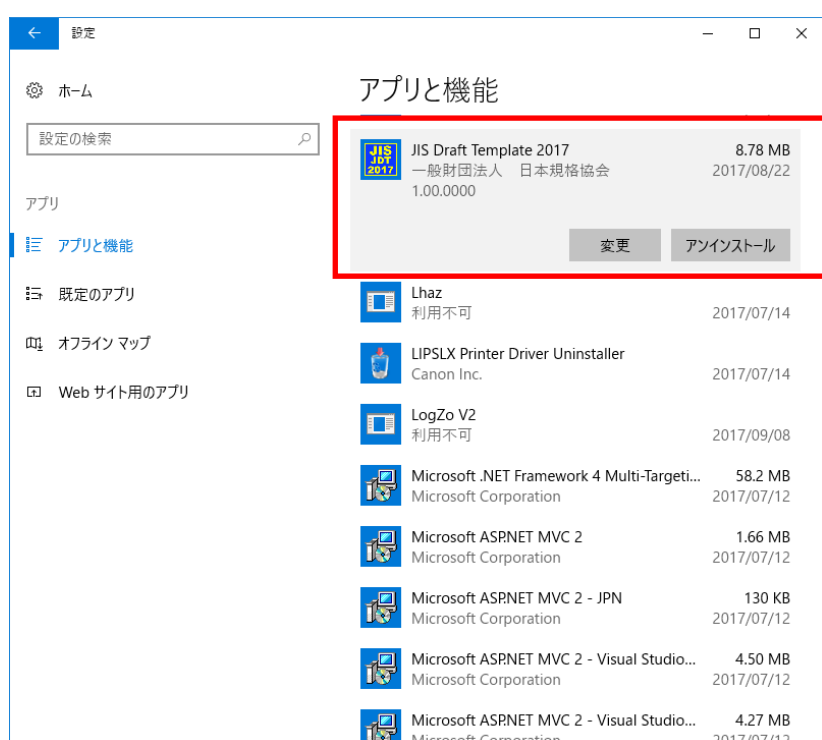 設定
ホーム
設定の検索
アプリ
アプリと機能
既定のアプリ
オフライン マップ
Web サイト用のアプリ
アプリと機能
JIS
JDT
2017
JIS Draft Template 2017
8.78 MB
一般財団法人　日本規格協会
2017/08/22
1.00.0000
変更
アンインストール
Lhaz
利用不可
2017/07/14
LIPSLX Printer Driver Uninstaller
Canon Inc.
2017/07/14
LogZo V2
利用不可
2017/09/08
Microsoft .NET Framework 4 Multi-Targeti...
58.2 MB
Microsoft Corporation
2017/07/12
Microsoft ASP.NET MVC 2
1.66 MB
Microsoft Corporation
2017/07/12
Microsoft ASP.NET MVC 2 - JPN
130 KB
Microsoft Corporation
2017/07/12
Microsoft ASP.NET MVC 2 - Visual Studio...
4.50 MB
Microsoft Corporation
2017/07/12
Microsoft ASP.NET MVC 2 - Visual Studio...
4.27 MB
Microsoft Corporation
2017/07/12